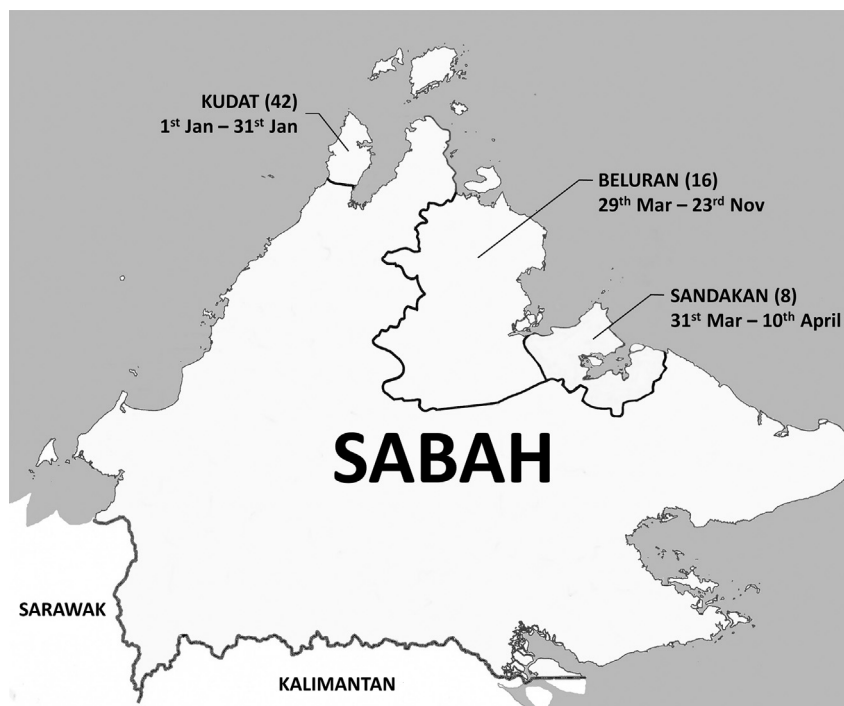 KUDAT (42)
1st Jan – 31st Jan
BELURAN (16)
29th Mar – 23rd Nov
SANDAKAN (8)
31st Mar – 10th April
SABAH
SARAWAK
KALIMANTAN